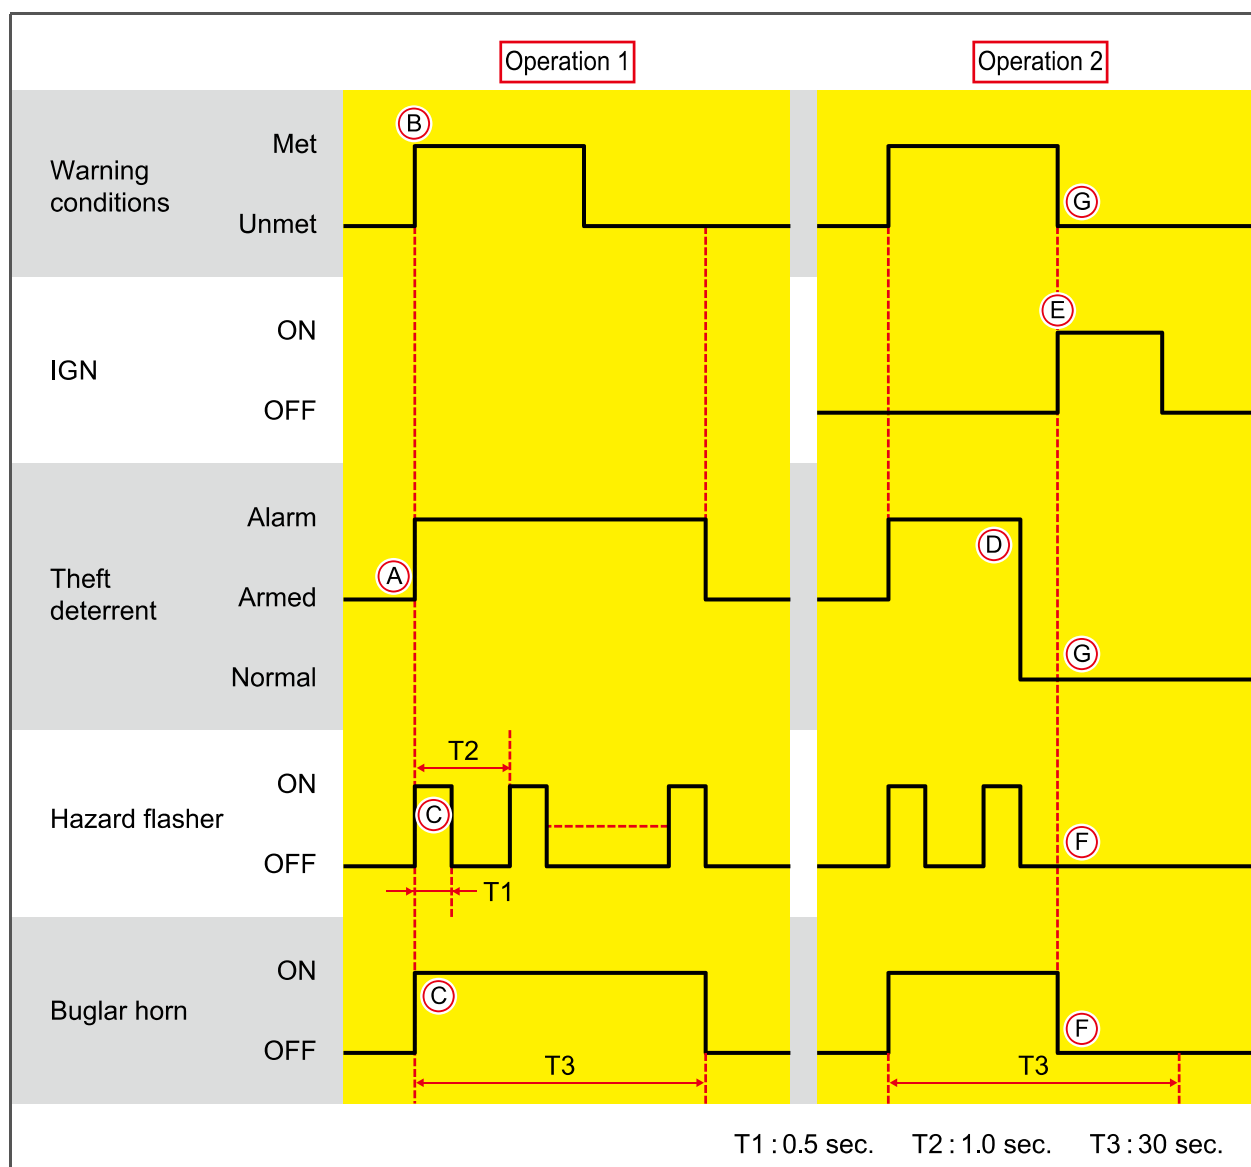 Operation 1
Operation 2
Warning
conditions
Met
Unmet
B
G
IGN
ON
OFF
E
Theft
deterrent
Alarm
Armed
Normal
A
D
G
Hazard flasher
ON
OFF
T2
C
T1
F
Buglar horn
ON
OFF
C
T3
F
T3
T1 : 0.5 sec. T2 : 1.0 sec. T3 : 30 sec.